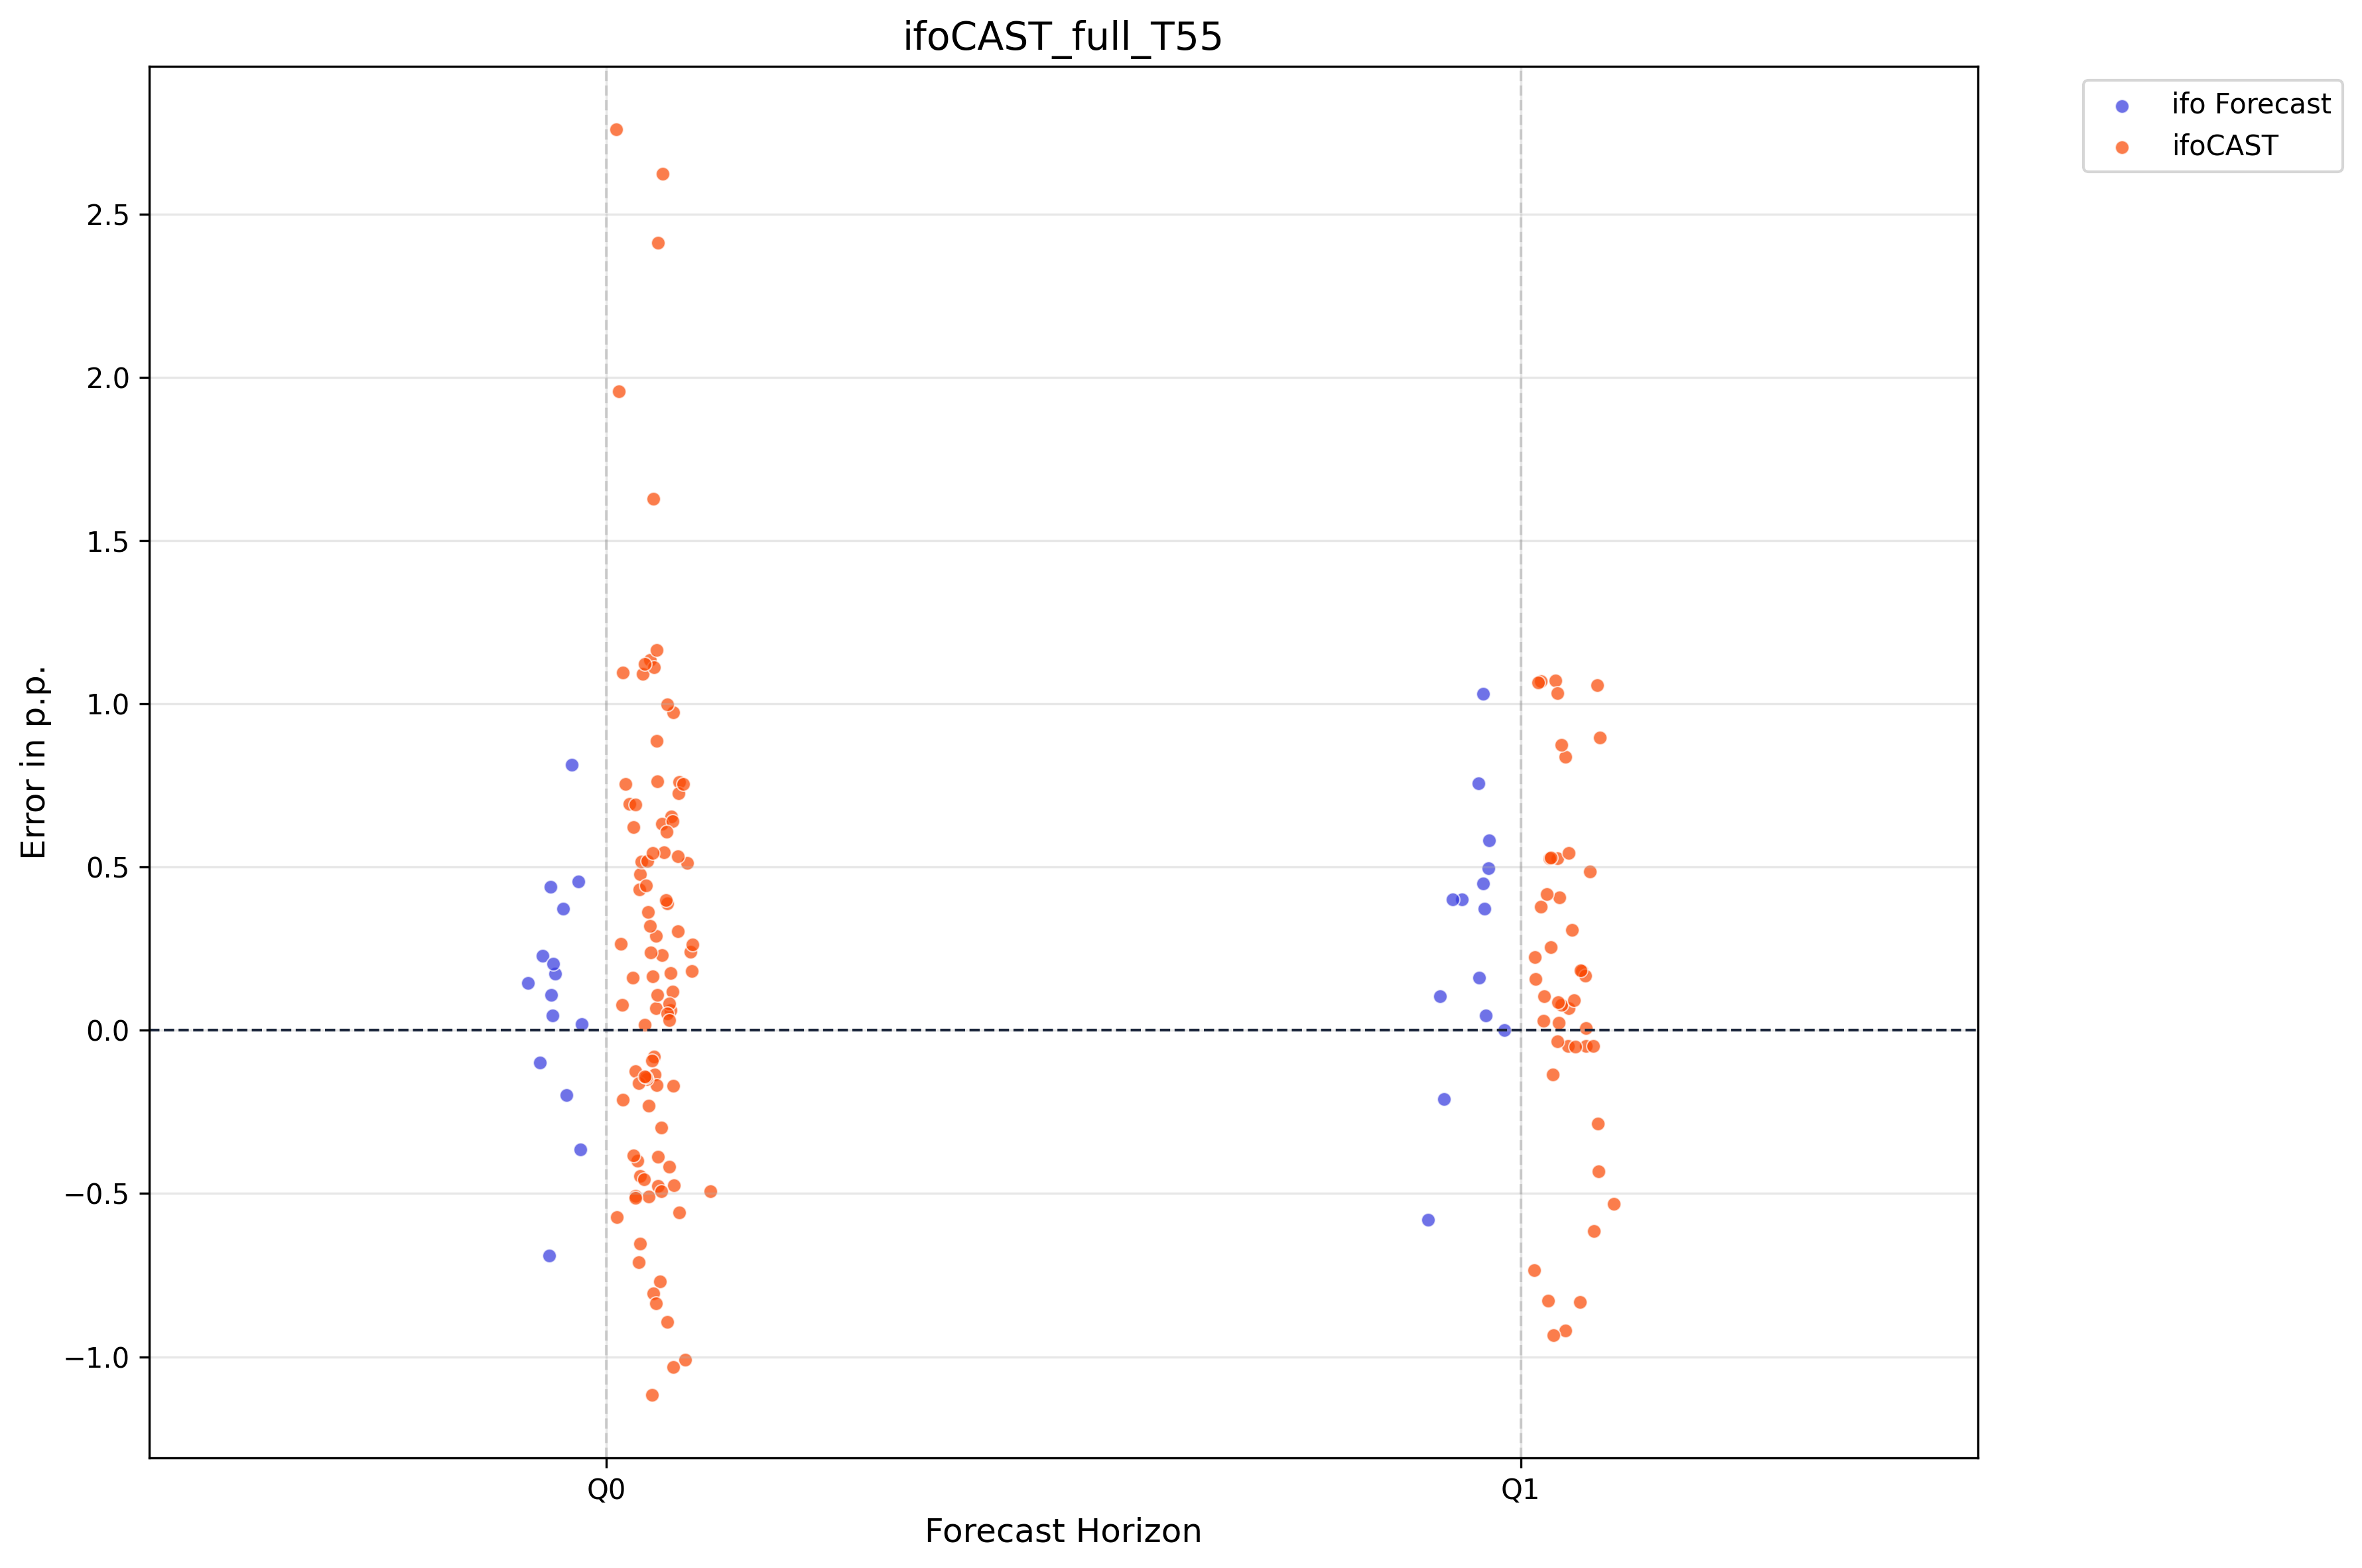 ifoCAST_full_T55
ifo Forecast
ifoCAST
Error in p.p.
2.5
2.0
1.5
1.0
0.5
0.0
−0.5
−1.0
Q0
Q1
Forecast Horizon